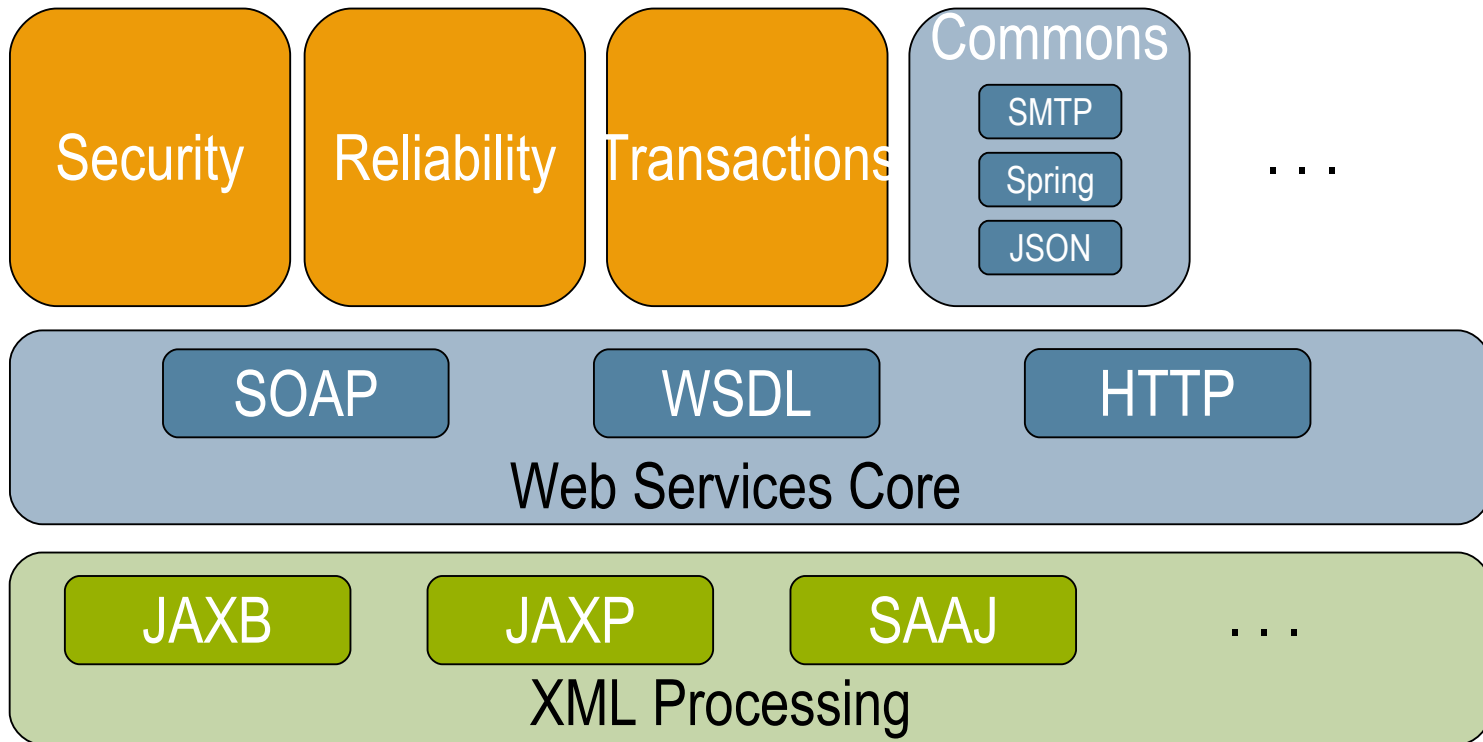 Security
Reliability
Transactions
Commons
SMTP
Spring
JSON
. . .
SOAP
WSDL
HTTP
Web Services Core
JAXB
JAXP
SAAJ
. . .
XML Processing